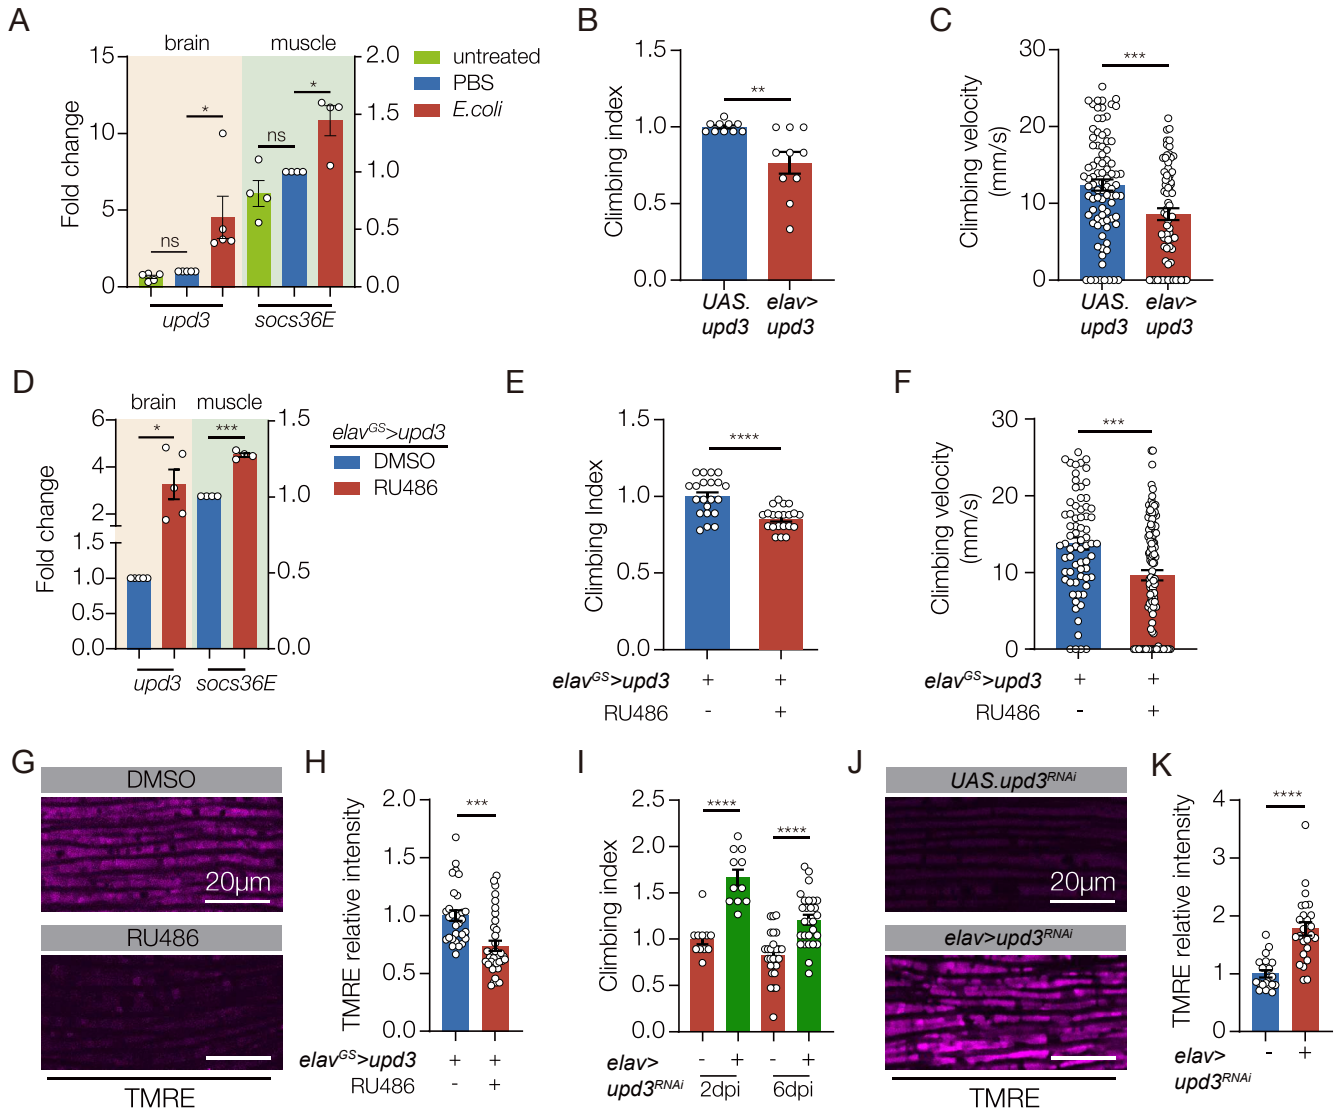 A
brain
muscle
15
10
5
0
Fold change
2.0
1.5
1.0
0.5
0.0
ns
*
ns
*
upd3
socs36E
untreated
PBS
E.coli
B
Climbing index
1.5
1.0
0.5
0.0
**
UAS.
upd3
elav>
upd3
C
Climbing velocity
(mm/s)
30
20
10
0
***
UAS.
upd3
elav>
upd3
D
brain
muscle
Fold change
6
4
2
1.5
1.0
0.5
0.0
1.5
1.0
0.5
0.0
*
***
upd3
socs36E
elavGS>upd3
DMSO
RU486
E
Climbing Index
1.5
1.0
0.5
0.0
****
elavGS>upd3 + +
RU486 - +
F
Climbing velocity
(mm/s)
30
20
10
0
***
elavGS>upd3 + +
RU486 - +
G
DMSO
20μm
RU486
TMRE
H
TMRE relative intensity
2.0
1.5
1.0
0.5
0.0
***
elavGS>upd3 + +
RU486 - +
I
Climbing index
2.5
2.0
1.5
1.0
0.5
0.0
****
****
elav>
upd3RNAi
- + - +
2dpi 6dpi
J
UAS.upd3RNAi
20μm
elav>upd3RNAi
TMRE
K
TMRE relative intensity
4
3
2
1
0
****
elav>
upd3RNAi
- +